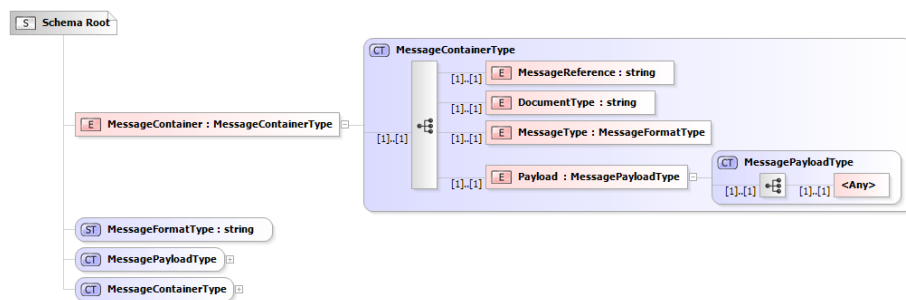 S Schema Root
CT MessageContainerType
[1]..[1] E MessageReference : string
[1]..[1] E DocumentType : string
E MessageContainer : MessageContainerType
[1]..[1]
[1]..[1] E MessageType : MessageFormatType
CT MessagePayloadType
[1]..[1] E Payload : MessagePayloadType
[1]..[1] [1]..[1] <Any>
ST MessageFormatType : string
CT MessagePayloadType
CT MessageContainerType